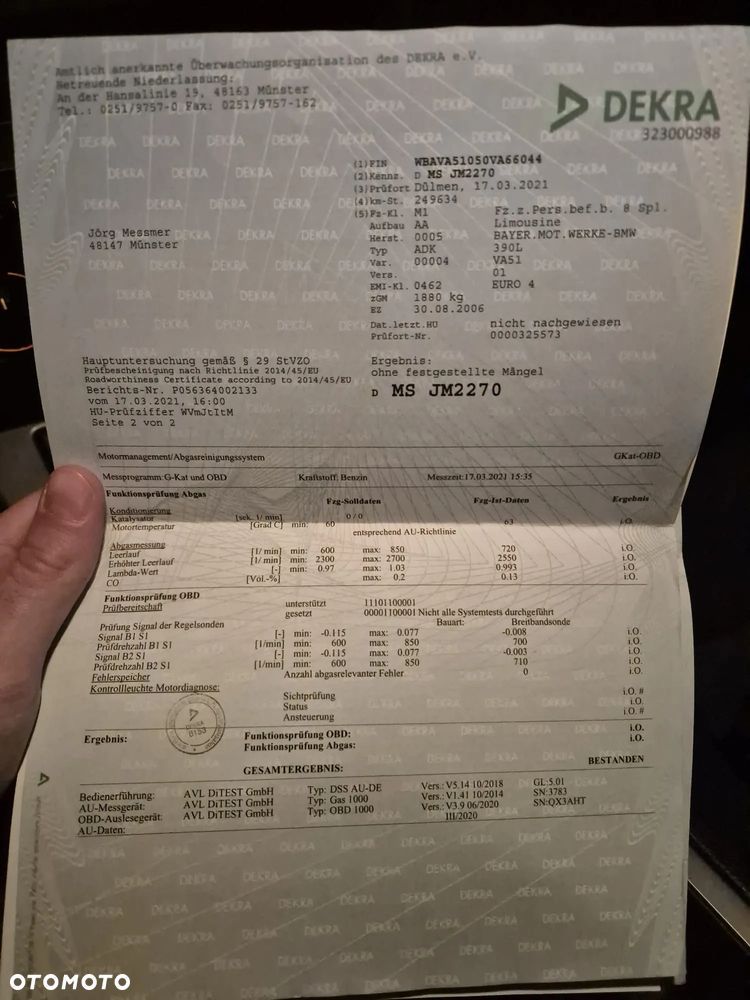 Amtlich anerkannte Überwachungsorganisation des DEKRA e.V.
Betreuende Niederlassung:
An der Hansalinie 19, 48163 Münster
Tel.: 0251/9757-0 Fax: 0251/9757-162
DEKRA
323000988
(1) FIN WBAVA51050VA66044
(2) Kennz. D MS JM2270
(3) Prüfort Dülmen, 17.03.2021
(4) km-St. 249634
(5) Fz-Kl. M1 Fz.z.Pers.bef.b. 8 Spl.
Aufbau AA Limousine
Herst. 0005 BAYER.MOT.WERKE-BMW
Typ ADK 390L
Var. 00004 VA51
Vers. 01
EMI-Kl. 0462 EURO 4
zGM 1880 kg
EZ 30.08.2006
Dat.letzt.HU nicht nachgewiesen
Prüfort-Nr. 0000325573
Jörg Messmer
48147 Münster
Hauptuntersuchung gemäß § 29 StVZO
Prüfbescheinigung nach Richtlinie 2014/45/EU
Roadworthiness Certificate according to 2014/45/EU
Berichts-Nr. P056364002133
vom 17.03.2021, 16:00
HU-Prüfziffer WVmJtItM
Seite 2 von 2
Ergebnis:
ohne festgestellte Mängel
D MS JM2270
Motormanagement/Abgasreinigungssystem GKat-OBD
Messprogramm:G-Kat und OBD Kraftstoff: Benzin Messzeit:17.03.2021 15:35
Funktionsprüfung Abgas Fzg-Solldaten Fzg-Ist-Daten Ergebnis
Konditionierung
Katalysator [sek. 1/ min] 0 / 0
Motortemperatur [Grad C] min: 60 63 i.O.
entsprechend AU-Richtlinie
Abgasmessung
Leerlauf [1/ min] min: 600 max: 850 720 i.O.
Erhöhter Leerlauf [1/ min] min: 2300 max: 2700 2550 i.O.
Lambda-Wert [-] min: 0.97 max: 1.03 0.993 i.O.
CO [Vol.-%] max: 0.2 0.13 i.O.
Funktionsprüfung OBD
Prüfbereitschaft unterstützt 11101100001
gesetzt 00001100001 Nicht alle Systemtests durchgeführt
Prüfung Signal der Regelsonden Bauart: Breitbandsonde
Signal B1 S1 [-] min: -0.115 max: 0.077 -0.008 i.O.
Prüfdrehzahl B1 S1 [1/min] min: 600 max: 850 700 i.O.
Signal B2 S1 [-] min: -0.115 max: 0.077 -0.003 i.O.
Prüfdrehzahl B2 S1 [1/min] min: 600 max: 850 710 i.O.
Fehlerspeicher Anzahl abgasrelevanter Fehler 0 i.O.
Kontrollleuchte Motordiagnose:
Sichtprüfung i.O. #
Status i.O.
Ansteuerung i.O. #
Ergebnis: Funktionsprüfung OBD: i.O.
Funktionsprüfung Abgas: i.O.
GESAMTERGEBNIS: BESTANDEN
Bedienerführung: AVL DiTEST GmbH Typ: DSS AU-DE Vers.: V5.14 10/2018 GL:5.01
AU-Messgerät: AVL DiTEST GmbH Typ: Gas 1000 Vers.: V1.41 10/2014 SN:3783
OBD-Auslesegerät: AVL DiTEST GmbH Typ: OBD 1000 Vers.: V3.9 06/2020 SN:QX3AHT
AU-Daten: III/2020
OTOMOTO